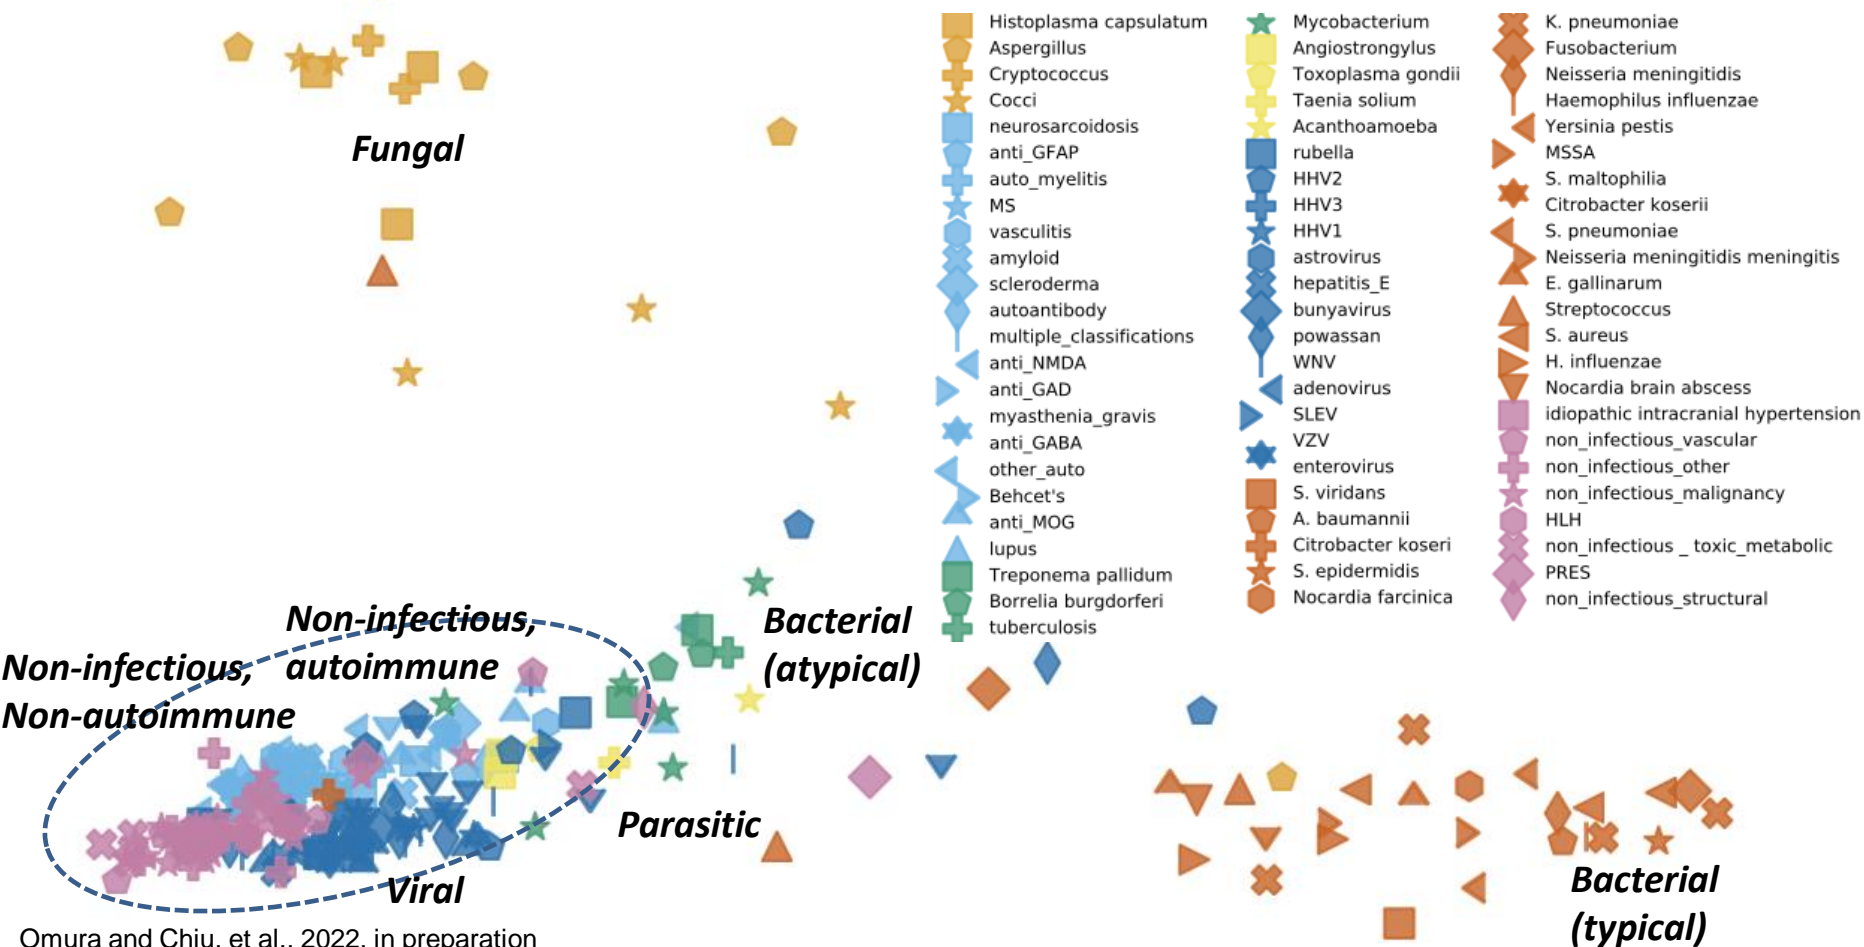 Fungal
Non-infectious,
autoimmune
Non-infectious,
Non-autoimmune
Bacterial
(atypical)
Parasitic
Viral
Bacterial
(typical)
Histoplasma capsulatum
Aspergillus
Cryptococcus
Cocci
neurosarcoidosis
anti_GFAP
auto_myelitis
MS
vasculitis
amyloid
scleroderma
autoantibody
multiple_classifications
anti_NMDA
anti_GAD
myasthenia_gravis
anti_GABA
other_auto
Behcet's
anti_MOG
lupus
Treponema pallidum
Borrelia burgdorferi
tuberculosis
Mycobacterium
Angiostrongylus
Toxoplasma gondii
Taenia solium
Acanthoamoeba
rubella
HHV2
HHV3
HHV1
astrovirus
hepatitis_E
bunyavirus
powassan
WNV
adenovirus
SLEV
VZV
enterovirus
S. viridans
A. baumannii
Citrobacter koseri
S. epidermidis
Nocardia farcinica
K. pneumoniae
Fusobacterium
Neisseria meningitidis
Haemophilus influenzae
Yersinia pestis
MSSA
S. maltophilia
Citrobacter koserii
S. pneumoniae
Neisseria meningitidis meningitis
E. gallinarum
Streptococcus
S. aureus
H. influenzae
Nocardia brain abscess
idiopathic intracranial hypertension
non_infectious_vascular
non_infectious_other
non_infectious_malignancy
HLH
non_infectious _ toxic_metabolic
PRES
non_infectious_structural
Omura and Chiu, et al., 2022, in preparation